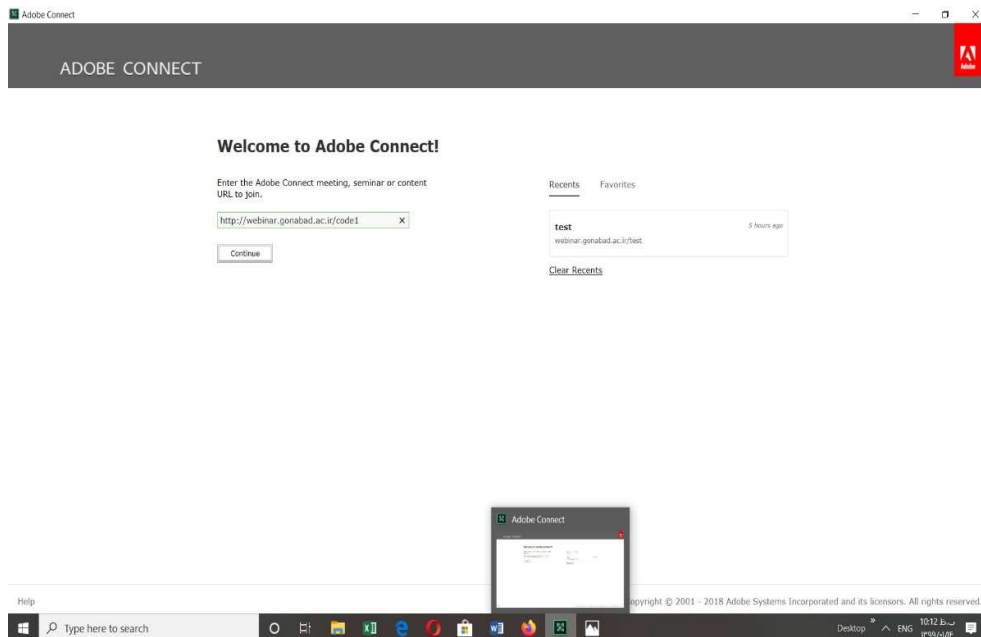 Adobe Connect
ADOBE CONNECT
Adobe
Welcome to Adobe Connect!
Enter the Adobe Connect meeting, seminar or content
URL to join.
http://webinar.gonabad.ac.ir/code1
Continue
Recents Favorites
test 5 hours ago
webinar.gonabad.ac.ir/test
Clear Recents
Adobe Connect
Help
opyright © 2001 - 2018 Adobe Systems Incorporated and its licensors. All rights reserved.
Type here to search
Desktop
ENG
10:12 ب.ظ